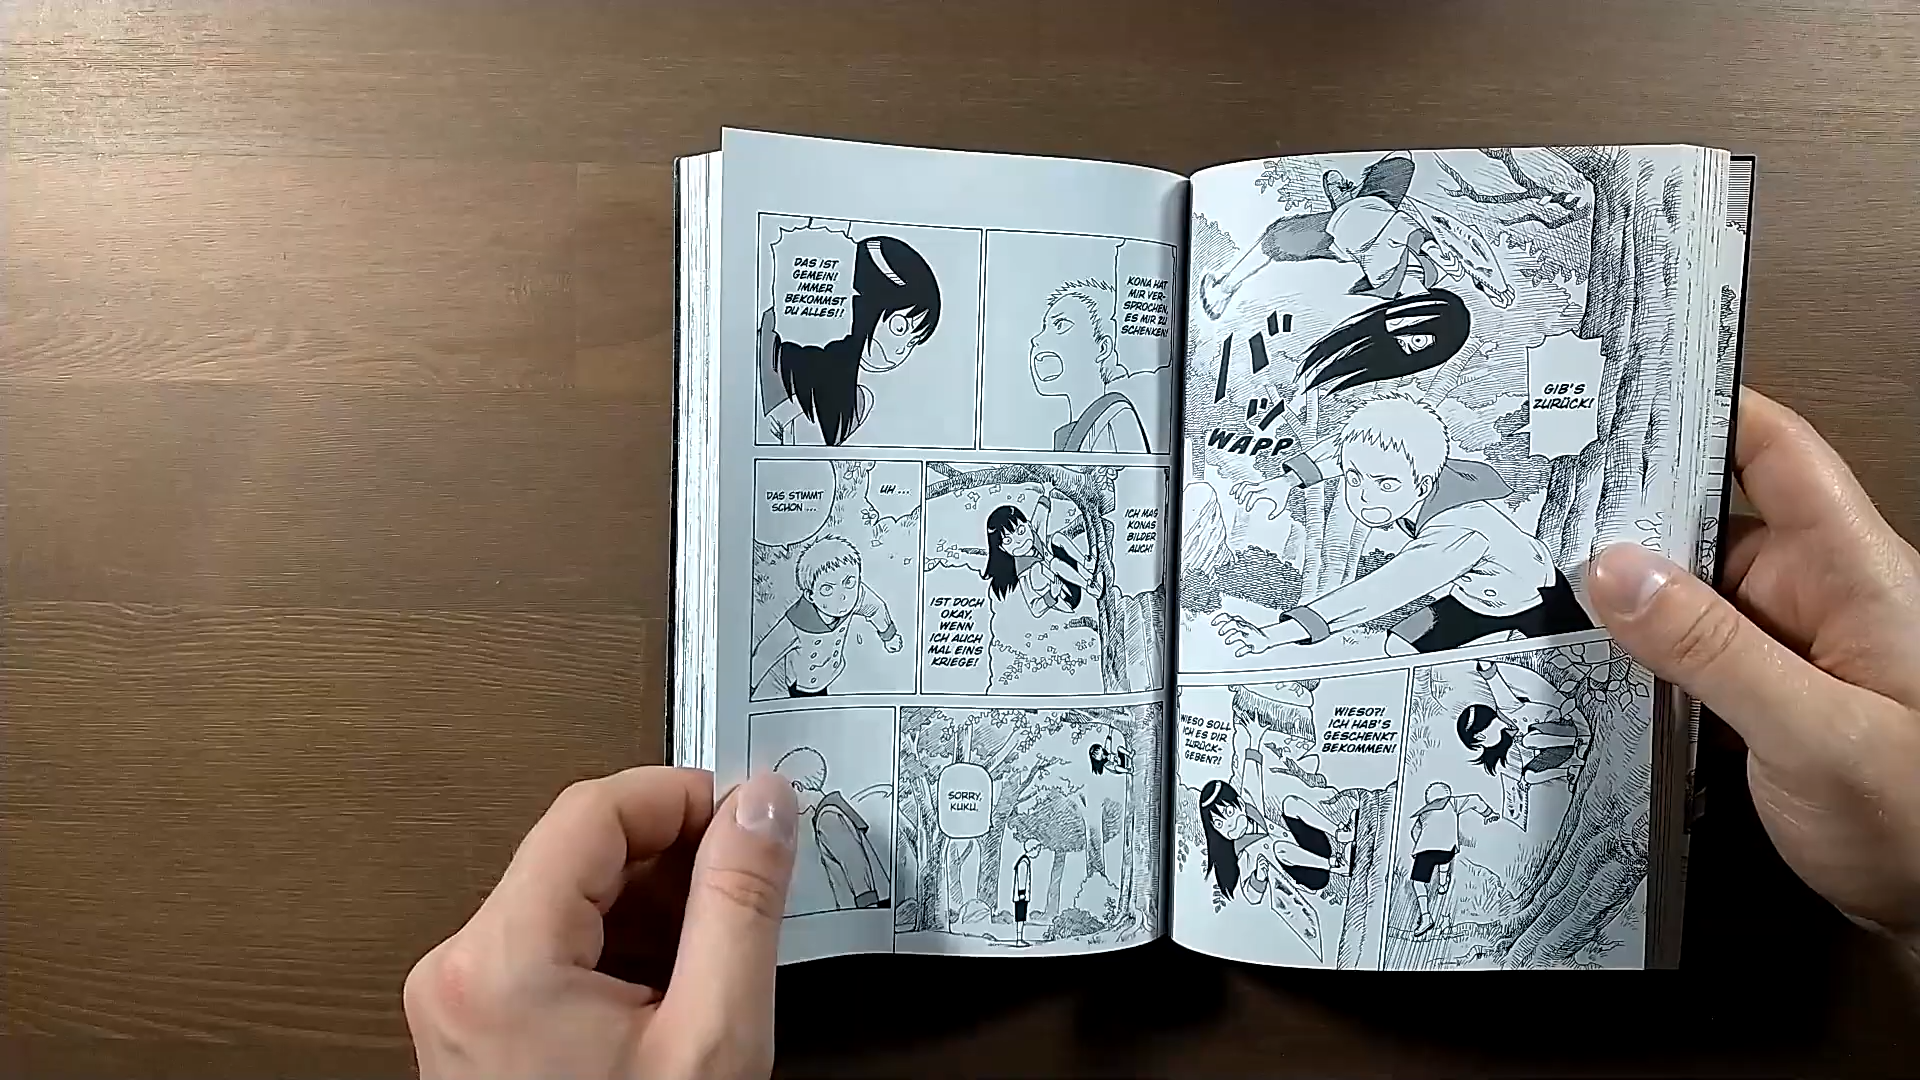 GIB'S
ZURÜCK!
バッ
WAPP
WIESO?!
ICH HAB'S
GESCHENKT
BEKOMMEN!
WIESO SOLL
ICH ES DIR
ZURÜCK-
GEBEN?!
KONA HAT
MIR VER-
SPROCHEN,
ES MIR ZU
SCHENKEN!
DAS IST
GEMEIN!
IMMER
BEKOMMST
DU ALLES!!
ICH MAG
KONAS
BILDER
AUCH!
IST DOCH
OKAY,
WENN
ICH AUCH
MAL EINS
KRIEGE!
UH ...
DAS STIMMT
SCHON ...
SORRY,
KUKU.